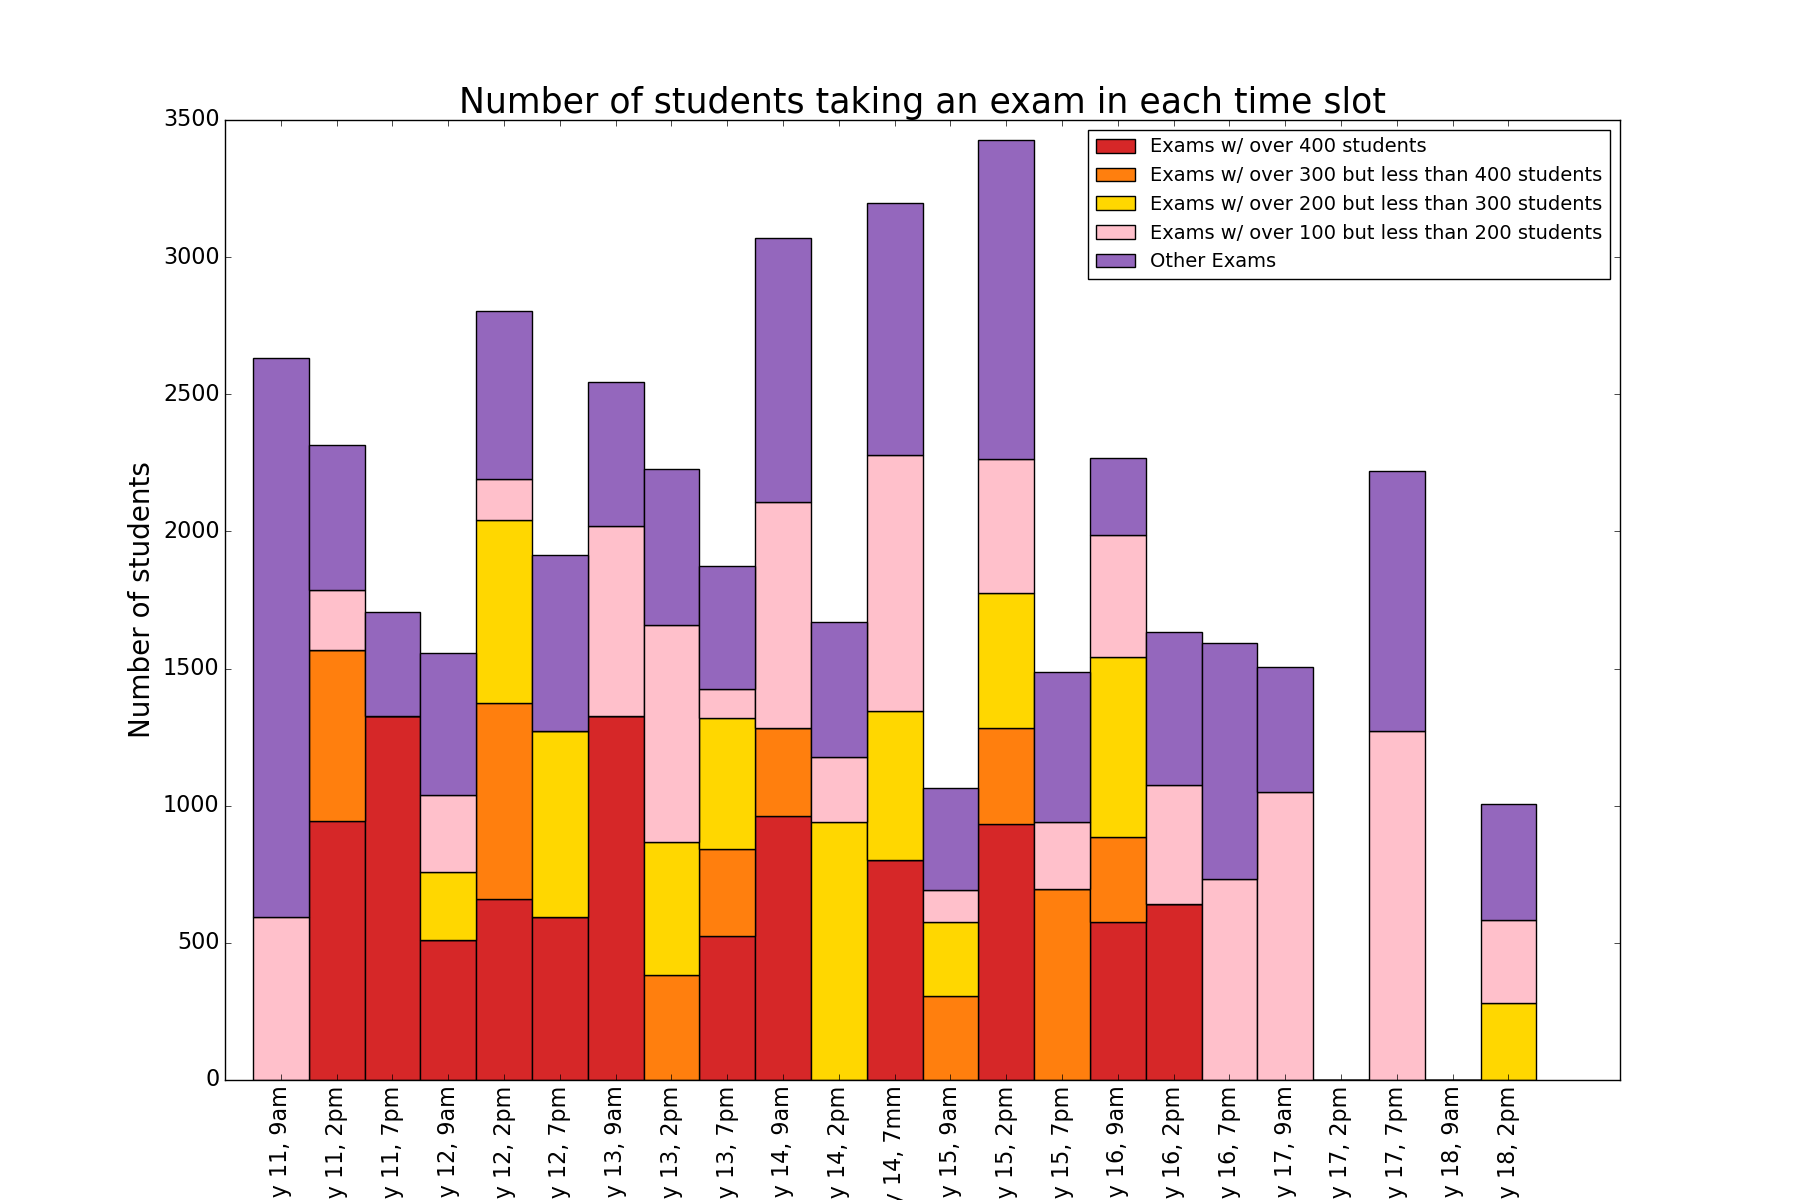 Number of students taking an exam in each time slot
Exams w/ over 400 students
Exams w/ over 300 but less than 400 students
Exams w/ over 200 but less than 300 students
Exams w/ over 100 but less than 200 students
Other Exams
Number of students
3500
3000
2500
2000
1500
1000
500
0
y 11, 9am
y 11, 2pm
y 11, 7pm
y 12, 9am
y 12, 2pm
y 12, 7pm
y 13, 9am
y 13, 2pm
y 13, 7pm
y 14, 9am
y 14, 2pm
y 14, 7mm
y 15, 9am
y 15, 2pm
y 15, 7pm
y 16, 9am
y 16, 2pm
y 16, 7pm
y 17, 9am
y 17, 2pm
y 17, 7pm
y 18, 9am
y 18, 2pm